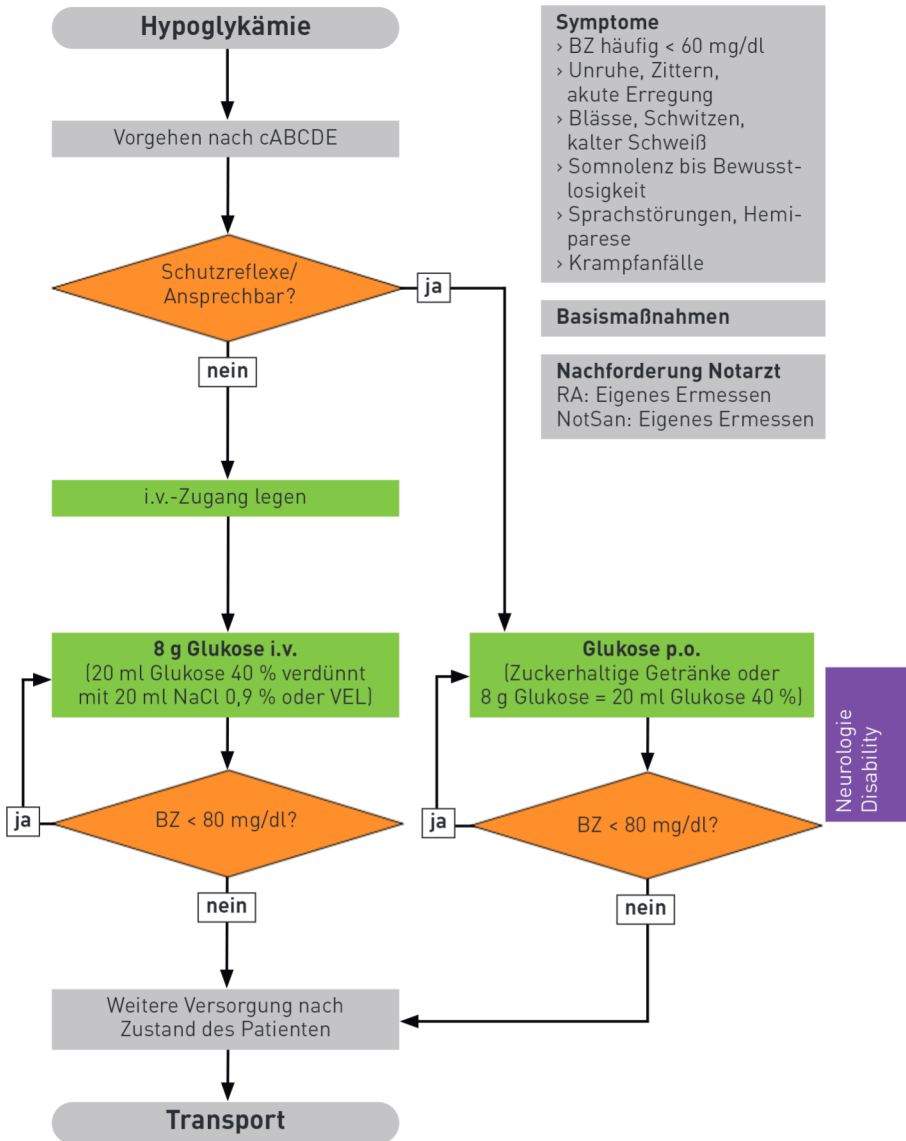 Hypoglykämie
Vorgehen nach cABCDE
Schutzreflexe/
Ansprechbar?
ja
nein
i.v.-Zugang legen
8 g Glukose i.v.
(20 ml Glukose 40 % verdünnt
mit 20 ml NaCl 0,9 % oder VEL)
Glukose p.o.
(Zuckerhaltige Getränke oder
8 g Glukose = 20 ml Glukose 40 %)
ja
BZ < 80 mg/dl?
nein
ja
BZ < 80 mg/dl?
nein
Weitere Versorgung nach
Zustand des Patienten
Transport
Symptome
› BZ häufig < 60 mg/dl
› Unruhe, Zittern,
akute Erregung
› Blässe, Schwitzen,
kalter Schweiß
› Somnolenz bis Bewusst-
losigkeit
› Sprachstörungen, Hemi-
parese
› Krampfanfälle
Basismaßnahmen
Nachforderung Notarzt
RA: Eigenes Ermessen
NotSan: Eigenes Ermessen
Neurologie
Disability